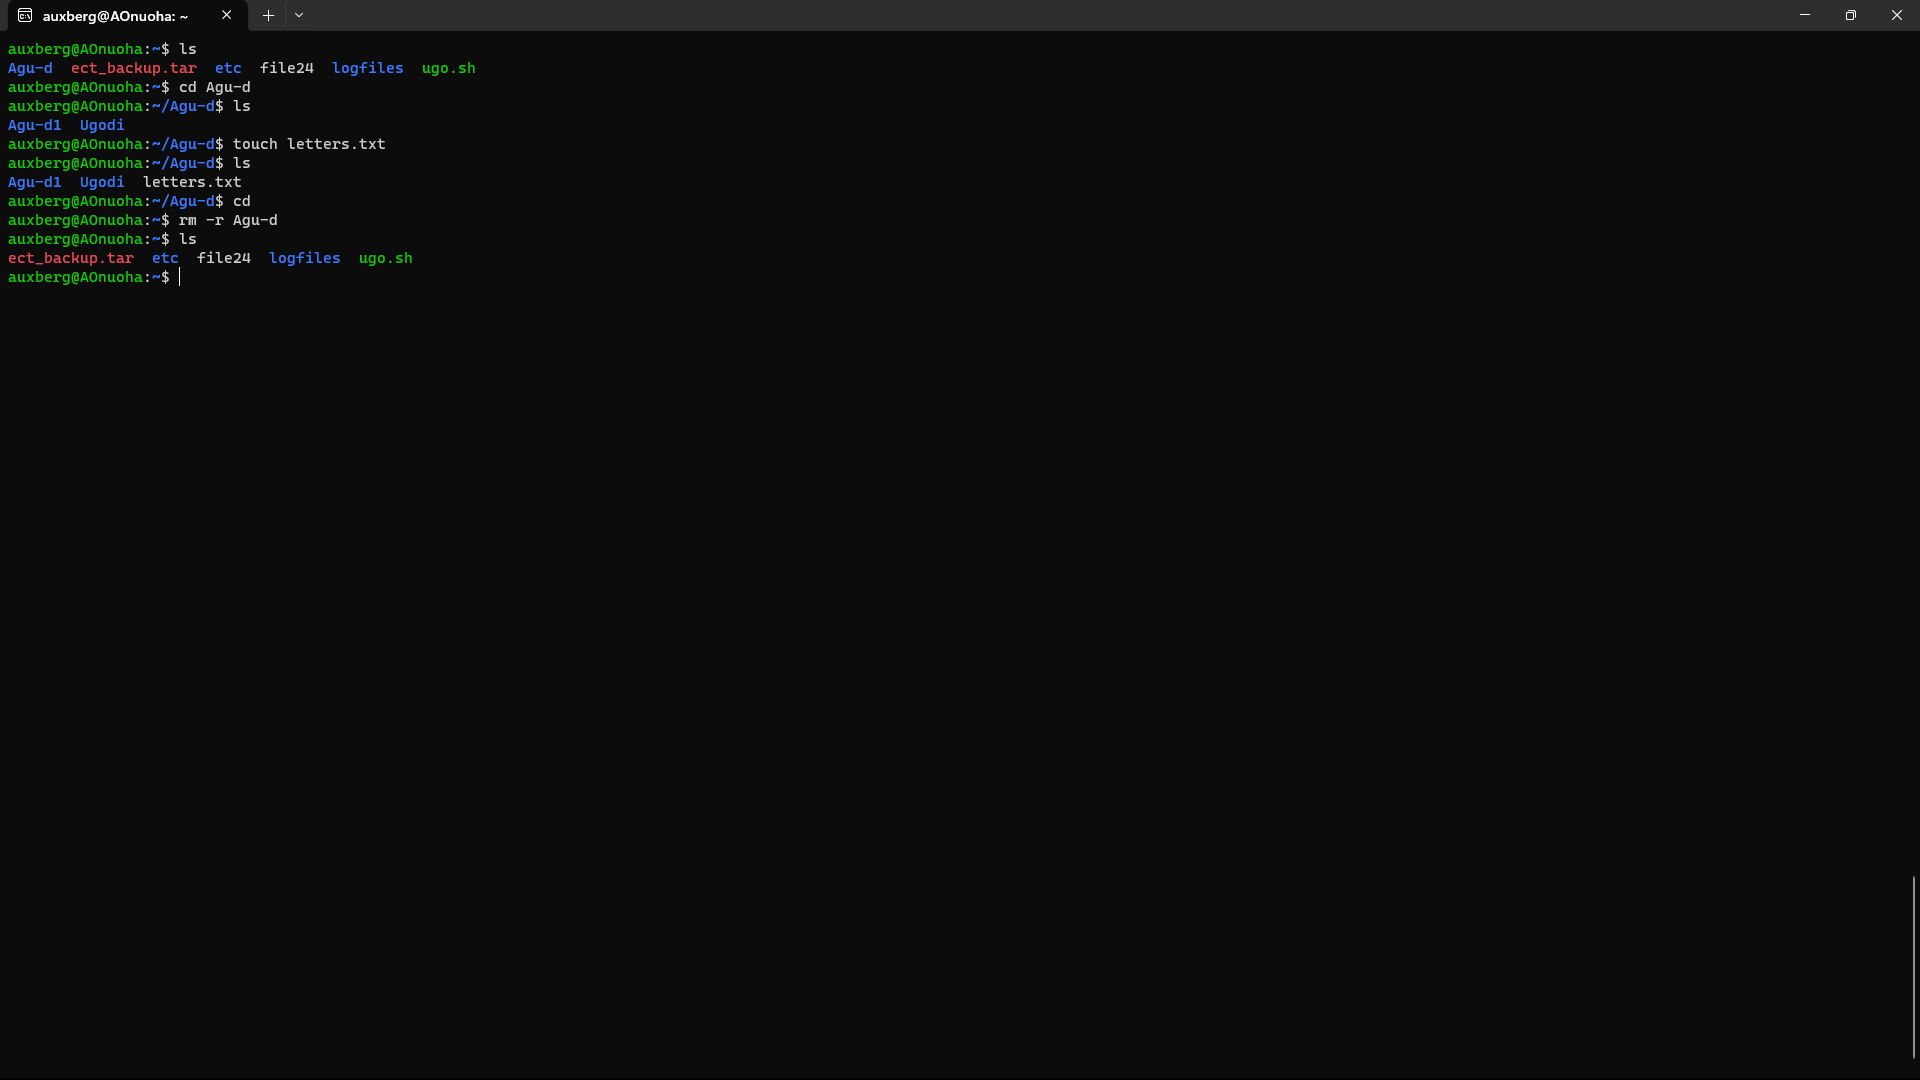 auxberg@AOnuoha: ~
auxberg@AOnuoha:~$ ls
Agu-d  ect_backup.tar  etc  file24  logfiles  ugo.sh
auxberg@AOnuoha:~$ cd Agu-d
auxberg@AOnuoha:~/Agu-d$ ls
Agu-d1  Ugodi
auxberg@AOnuoha:~/Agu-d$ touch letters.txt
auxberg@AOnuoha:~/Agu-d$ ls
Agu-d1  Ugodi  letters.txt
auxberg@AOnuoha:~/Agu-d$ cd
auxberg@AOnuoha:~$ rm -r Agu-d
auxberg@AOnuoha:~$ ls
ect_backup.tar  etc  file24  logfiles  ugo.sh
auxberg@AOnuoha:~$